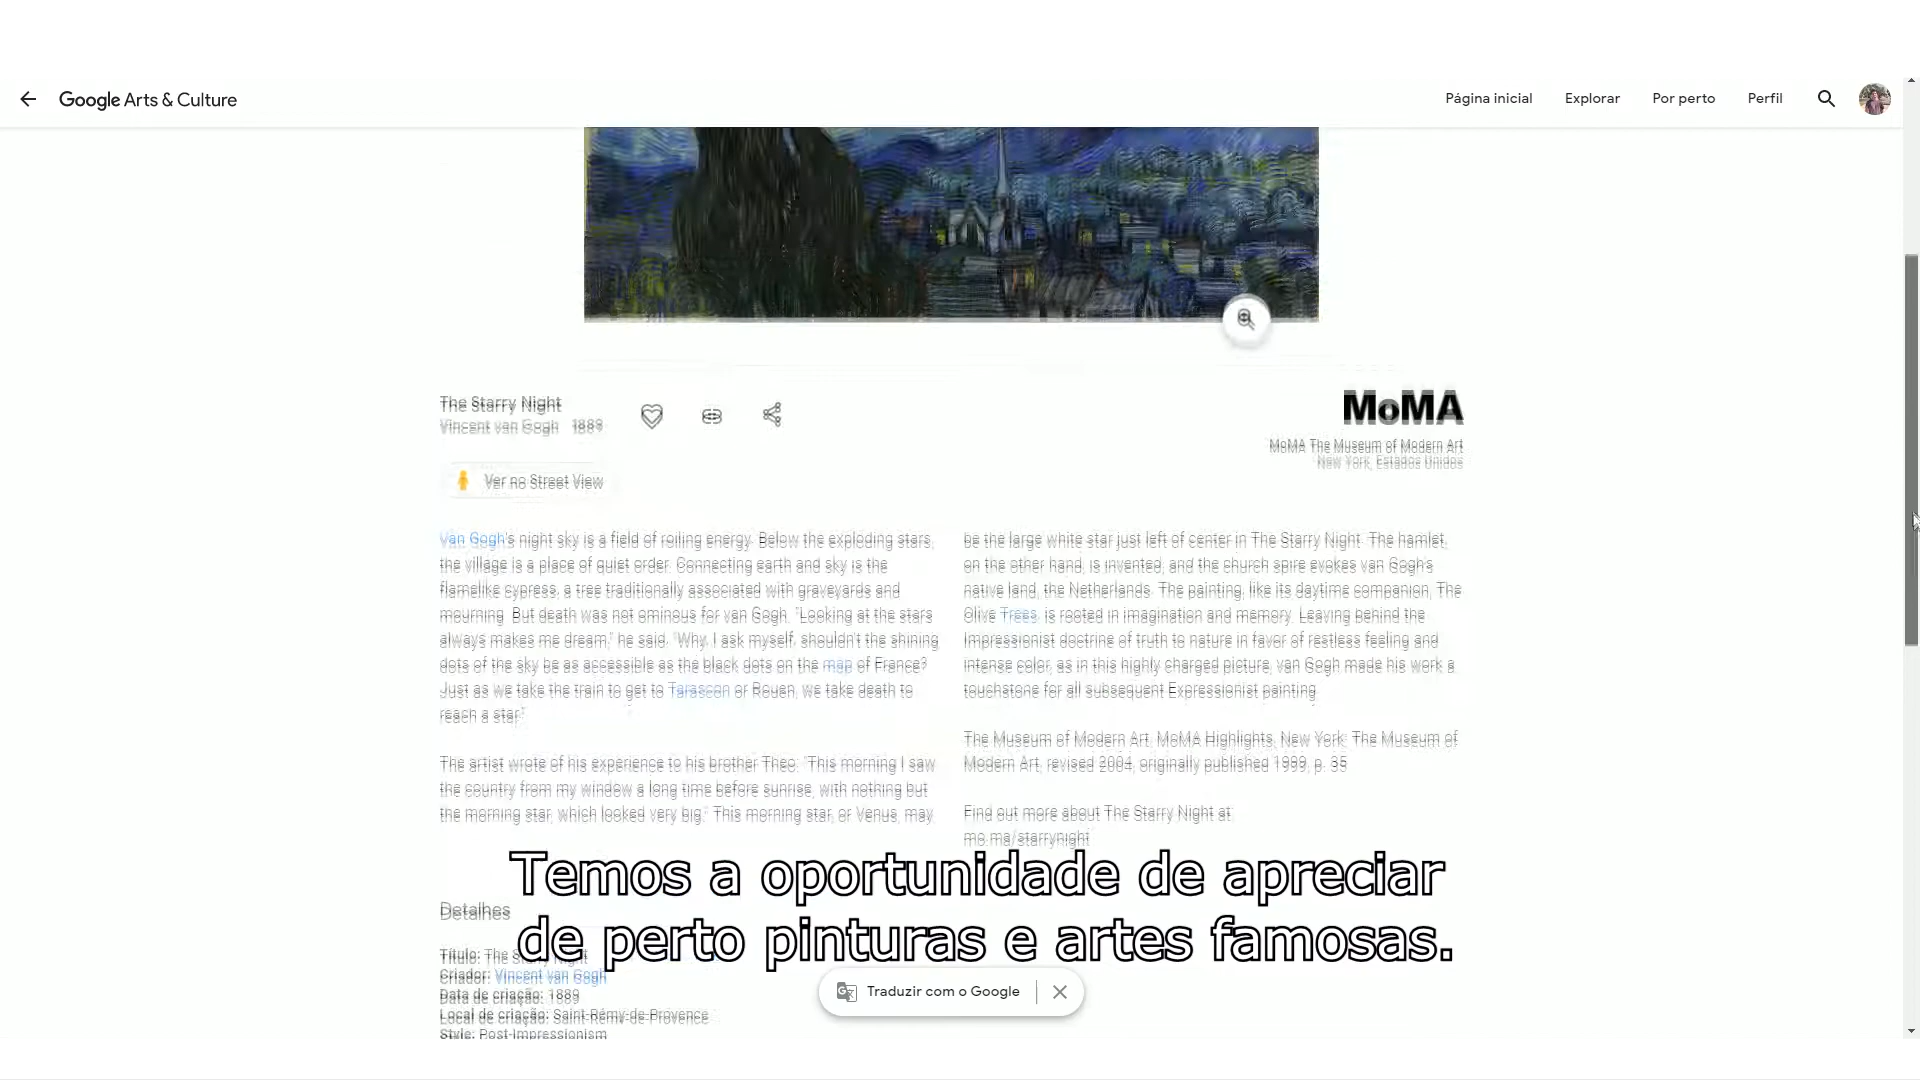 Google Arts & Culture
Página inicial Explorar Por perto Perfil
The Starry Night
Vincent van Gogh 1889
MoMA
MoMA The Museum of Modern Art
New York, Estados Unidos
Ver no Street View
Van Gogh's night sky is a field of roiling energy. Below the exploding stars,
the village is a place of quiet order. Connecting earth and sky is the
flamelike cypress, a tree traditionally associated with graveyards and
mourning. But death was not ominous for van Gogh. "Looking at the stars
always makes me dream," he said, "Why, I ask myself, shouldn't the shining
dots of the sky be as accessible as the black dots on the map of France?
Just as we take the train to get to Tarascon or Rouen, we take death to
reach a star."
The artist wrote of his experience to his brother Theo: "This morning I saw
the country from my window a long time before sunrise, with nothing but
the morning star, which looked very big." This morning star, or Venus, may
be the large white star just left of center in The Starry Night. The hamlet,
on the other hand, is invented, and the church spire evokes van Gogh's
native land, the Netherlands. The painting, like its daytime companion, The
Olive Trees, is rooted in imagination and memory. Leaving behind the
Impressionist doctrine of truth to nature in favor of restless feeling and
intense color, as in this highly charged picture, van Gogh made his work a
touchstone for all subsequent Expressionist painting.
The Museum of Modern Art, MoMA Highlights, New York: The Museum of
Modern Art, revised 2004, originally published 1999, p. 35
Find out more about The Starry Night at:
mo.ma/starrynight
Detalhes
Título: The Starry Night
Criador: Vincent van Gogh
Data de criação: 1889
Local de criação: Saint-Rémy-de-Provence
Style: Post-Impressionism
Temos a oportunidade de apreciar
de perto pinturas e artes famosas.
Traduzir com o Google